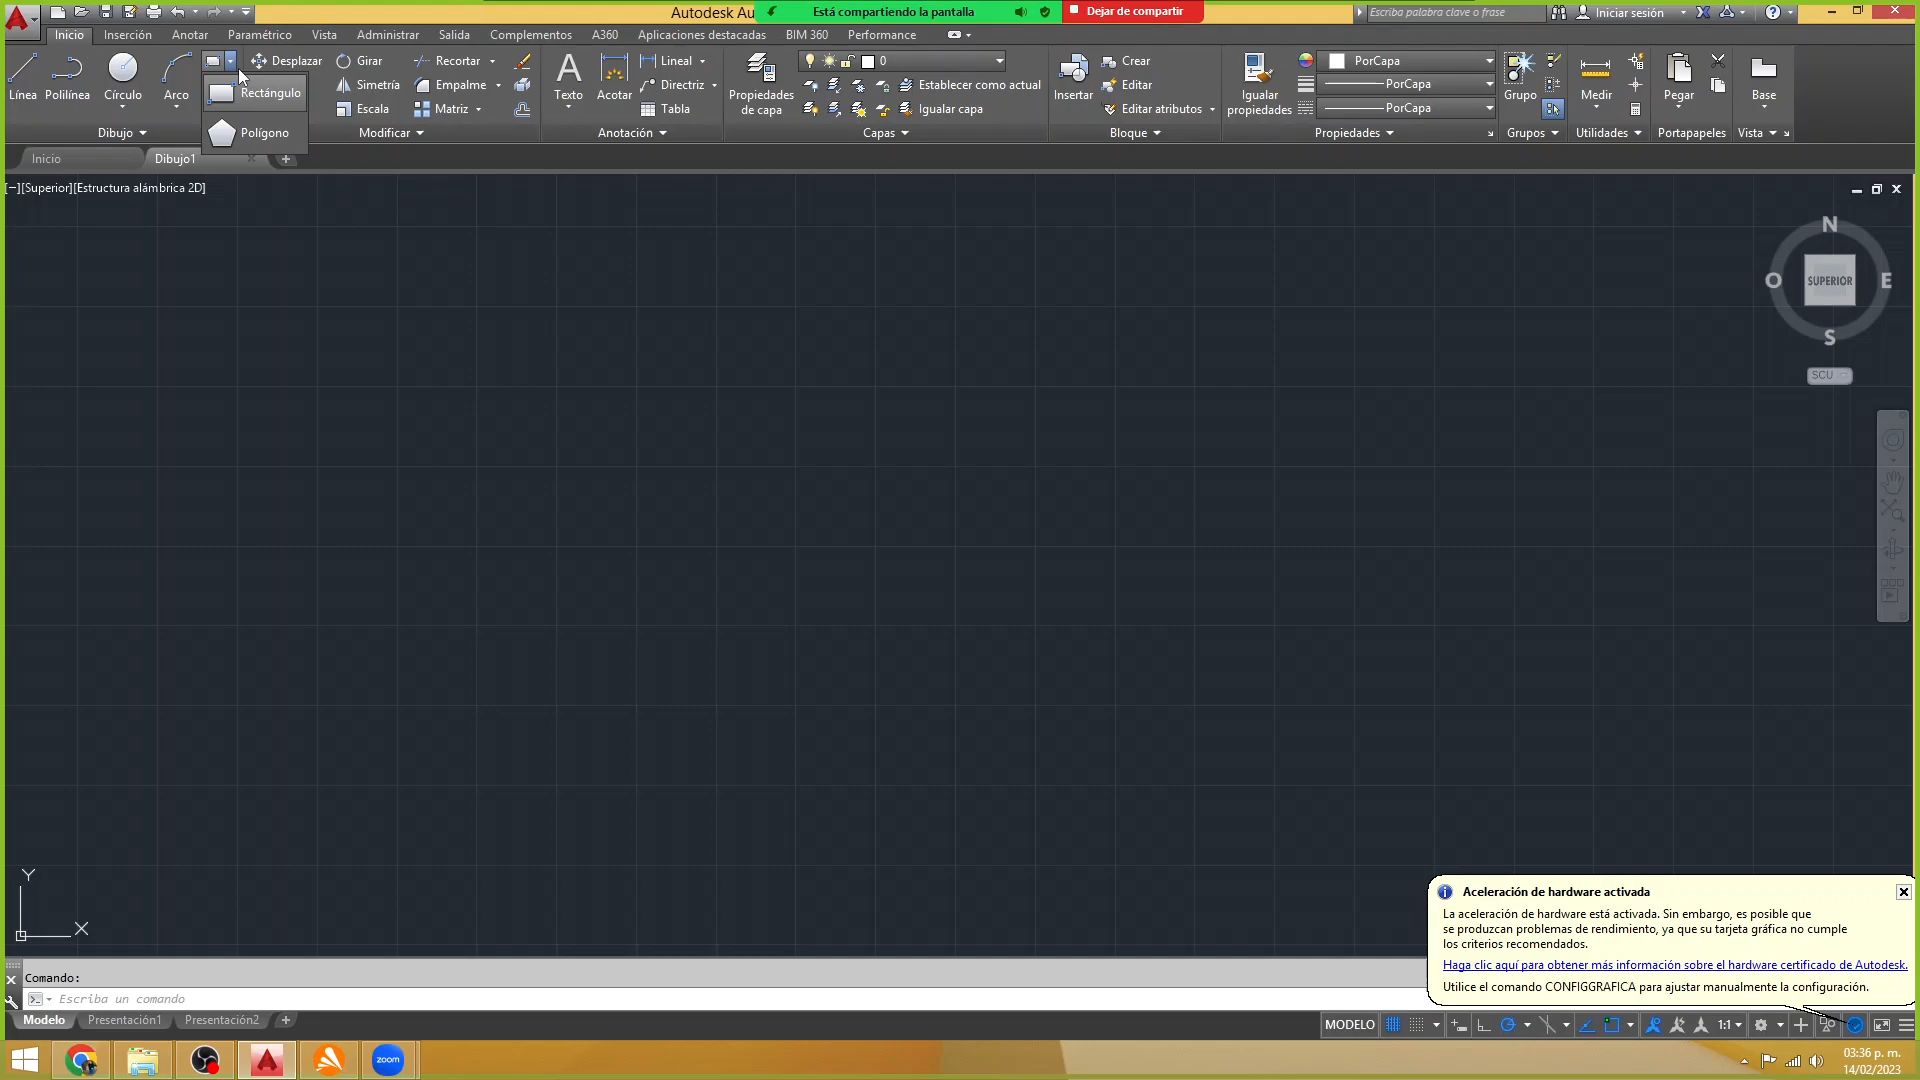 Autodesk Au
Está compartiendo la pantalla
Dejar de compartir
Escriba palabra clave o frase
Iniciar sesión
Inicio
Inserción
Anotar
Paramétrico
Vista
Administrar
Salida
Complementos
A360
Aplicaciones destacadas
BIM 360
Performance
Línea
Polilínea
Círculo
Arco
Rectángulo
Polígono
Dibujo
Desplazar
Girar
Recortar
Simetría
Empalme
Escala
Matriz
Modificar
Texto
Acotar
Lineal
Directriz
Tabla
Anotación
Propiedades
de capa
0
Establecer como actual
Igualar capa
Capas
Insertar
Crear
Editar
Editar atributos
Bloque
Igualar
propiedades
PorCapa
PorCapa
PorCapa
Propiedades
Grupo
Grupos
Medir
Utilidades
Pegar
Portapapeles
Base
Vista
Inicio
Dibujo1
[−][Superior][Estructura alámbrica 2D]
N
O
SUPERIOR
E
S
SCU
Y
X
Aceleración de hardware activada
La aceleración de hardware está activada. Sin embargo, es posible que
se produzcan problemas de rendimiento, ya que su tarjeta gráfica no cumple
los criterios recomendados.
Haga clic aquí para obtener más información sobre el hardware certificado de Autodesk.
Utilice el comando CONFIGGRAFICA para ajustar manualmente la configuración.
Comando:
Escriba un comando
Modelo
Presentación1
Presentación2
MODELO
1:1
zoom
03:36 p. m.
14/02/2023